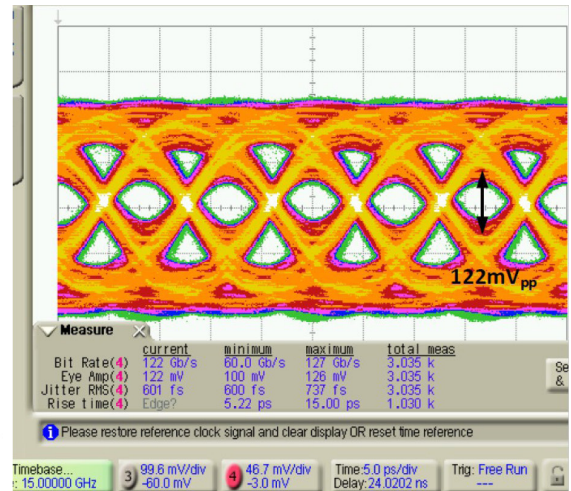 122mVpp
Measure
current minimum maximum total meas
Bit Rate(4) 122 Gb/s 60.0 Gb/s 127 Gb/s 3.035 k
Eye Amp(4) 122 mV 100 mV 126 mV 3.035 k
Jitter RMS(4) 601 fs 600 fs 737 fs 3.035 k
Rise time(4) Edge? 5.22 ps 15.00 ps 1.030 k
Se
&
Please restore reference clock signal and clear display OR reset time reference
Timebase...
: 15.00000 GHz
3 99.6 mV/div
-60.0 mV
4 46.7 mV/div
-3.0 mV
Time:5.0 ps/div
Delay:24.0202 ns
Trig: Free Run
---